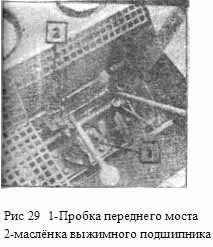 2
1
Рис 29 1-Пробка переднего моста
2-маслёнка выжимного подшипника